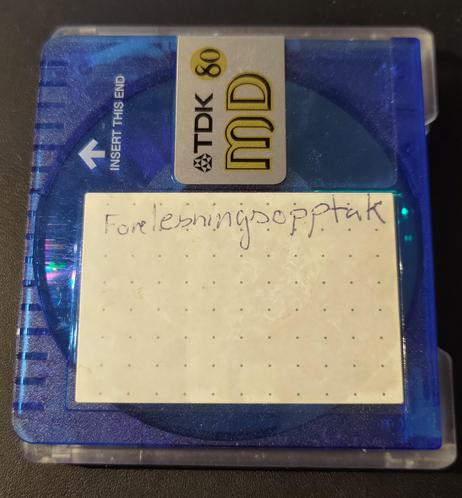 INSERT THIS END
TDK 80
MD
Forelesningsopptak